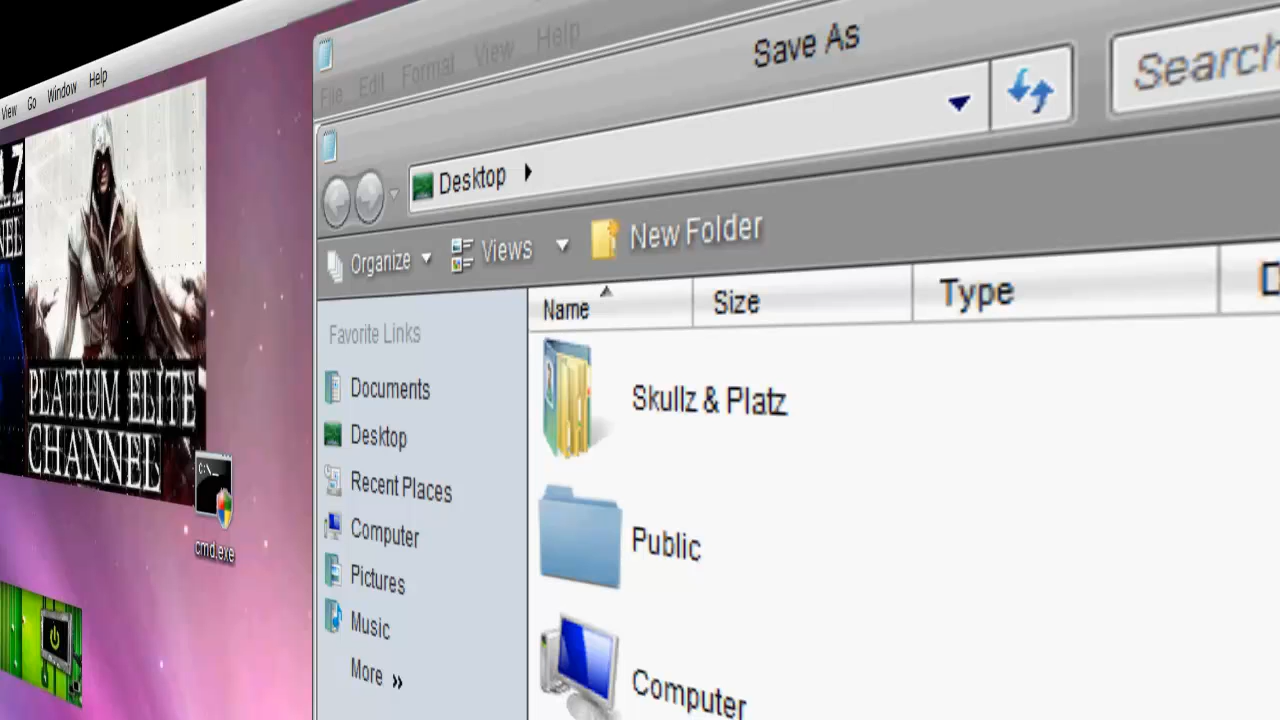 View Go Window Help
7
NEL
PLATIUM ELITE
CHANNEL
C:\_
cmd.exe
File Edit Format View Help
Save As
Desktop
Search
Organize Views New Folder
Name Size Type
Favorite Links
Documents
Desktop
Recent Places
Computer
Pictures
Music
More »
Skullz & Platz
Public
Computer